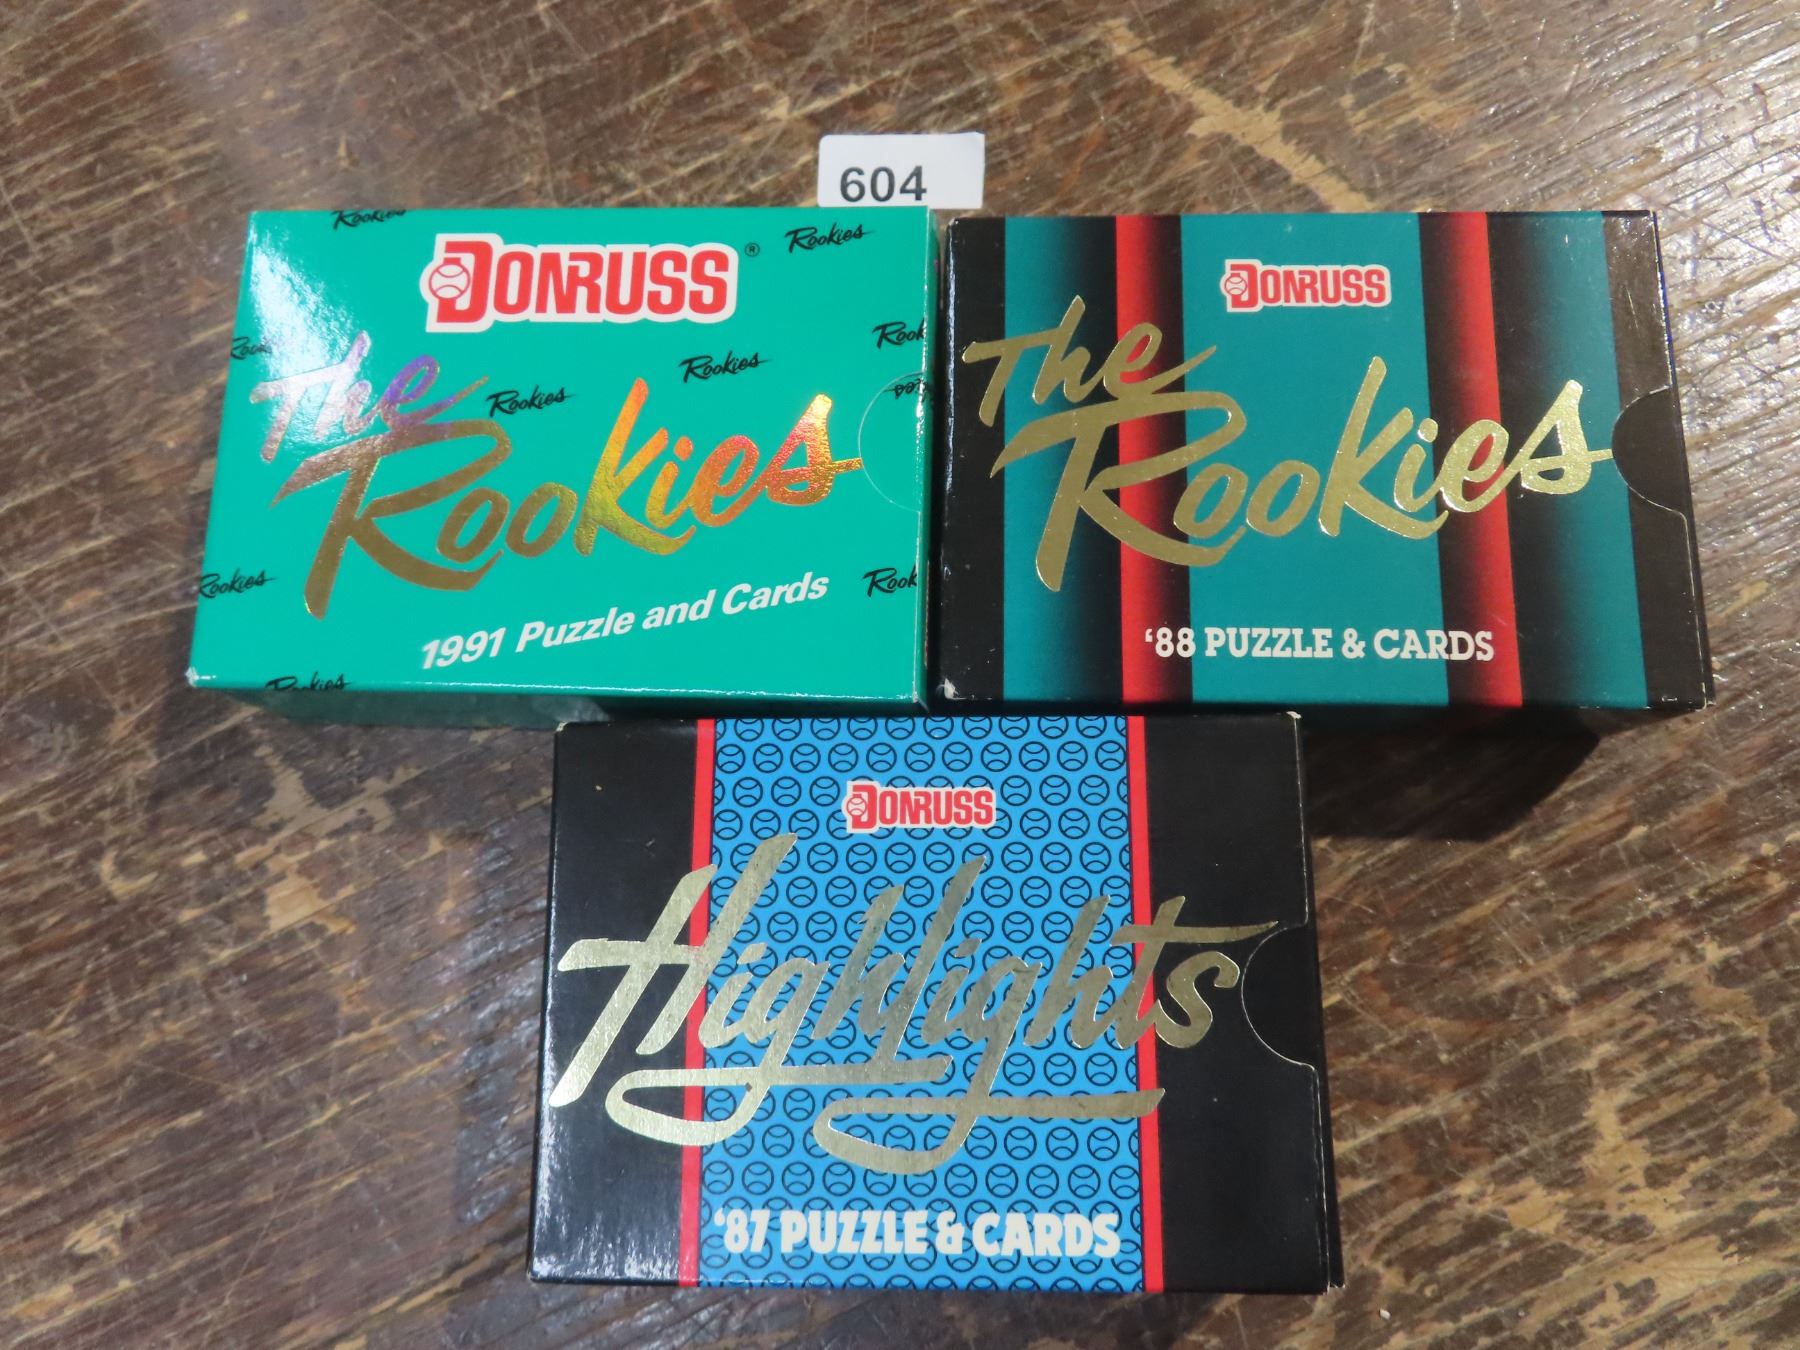 604
DONRUSS®
The
Rookies
1991 Puzzle and Cards
Rookies
Rookies
Rookies
Rookies
Rookies
Rookies
DONRUSS
The
Rookies
'88 PUZZLE & CARDS
DONRUSS
Highlights
'87 PUZZLE & CARDS